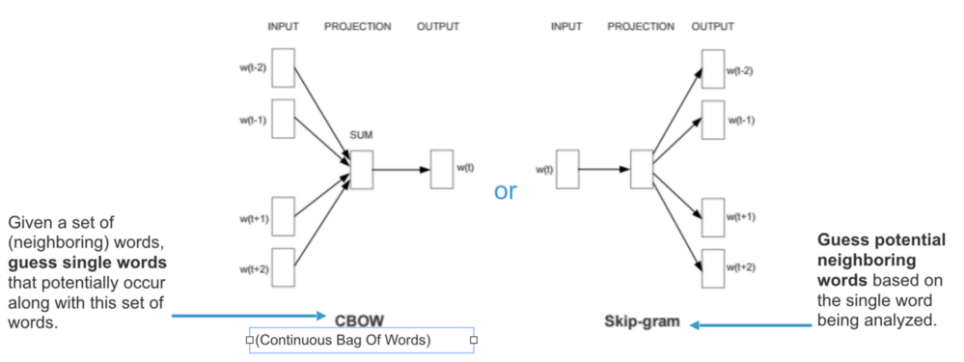 INPUT PROJECTION OUTPUT
w(t-2)
w(t-1)
SUM
w(t)
w(t+1)
w(t+2)
Given a set of
(neighboring) words,
guess single words
that potentially occur
along with this set of
words.
CBOW
(Continuous Bag Of Words)
or
INPUT PROJECTION OUTPUT
w(t-2)
w(t-1)
w(t)
w(t+1)
w(t+2)
Skip-gram
Guess potential
neighboring
words based on
the single word
being analyzed.